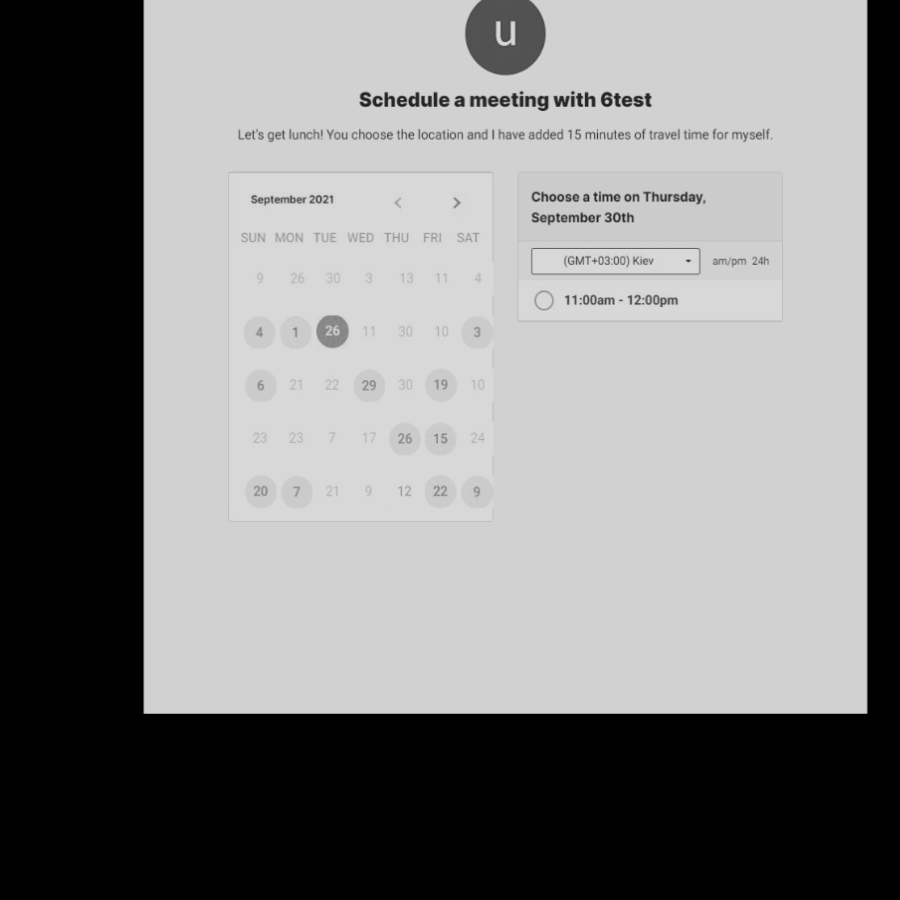 u
Schedule a meeting with 6test
Let's get lunch! You choose the location and I have added 15 minutes of travel time for myself.
September 2021
SUN MON TUE WED THU FRI SAT
9 26 30 3 13 11 4
4 1 26 11 30 10 3
6 21 22 29 30 19 10
23 23 7 17 26 15 24
20 7 21 9 12 22 9
Choose a time on Thursday,
September 30th
(GMT+03:00) Kiev am/pm 24h
11:00am - 12:00pm